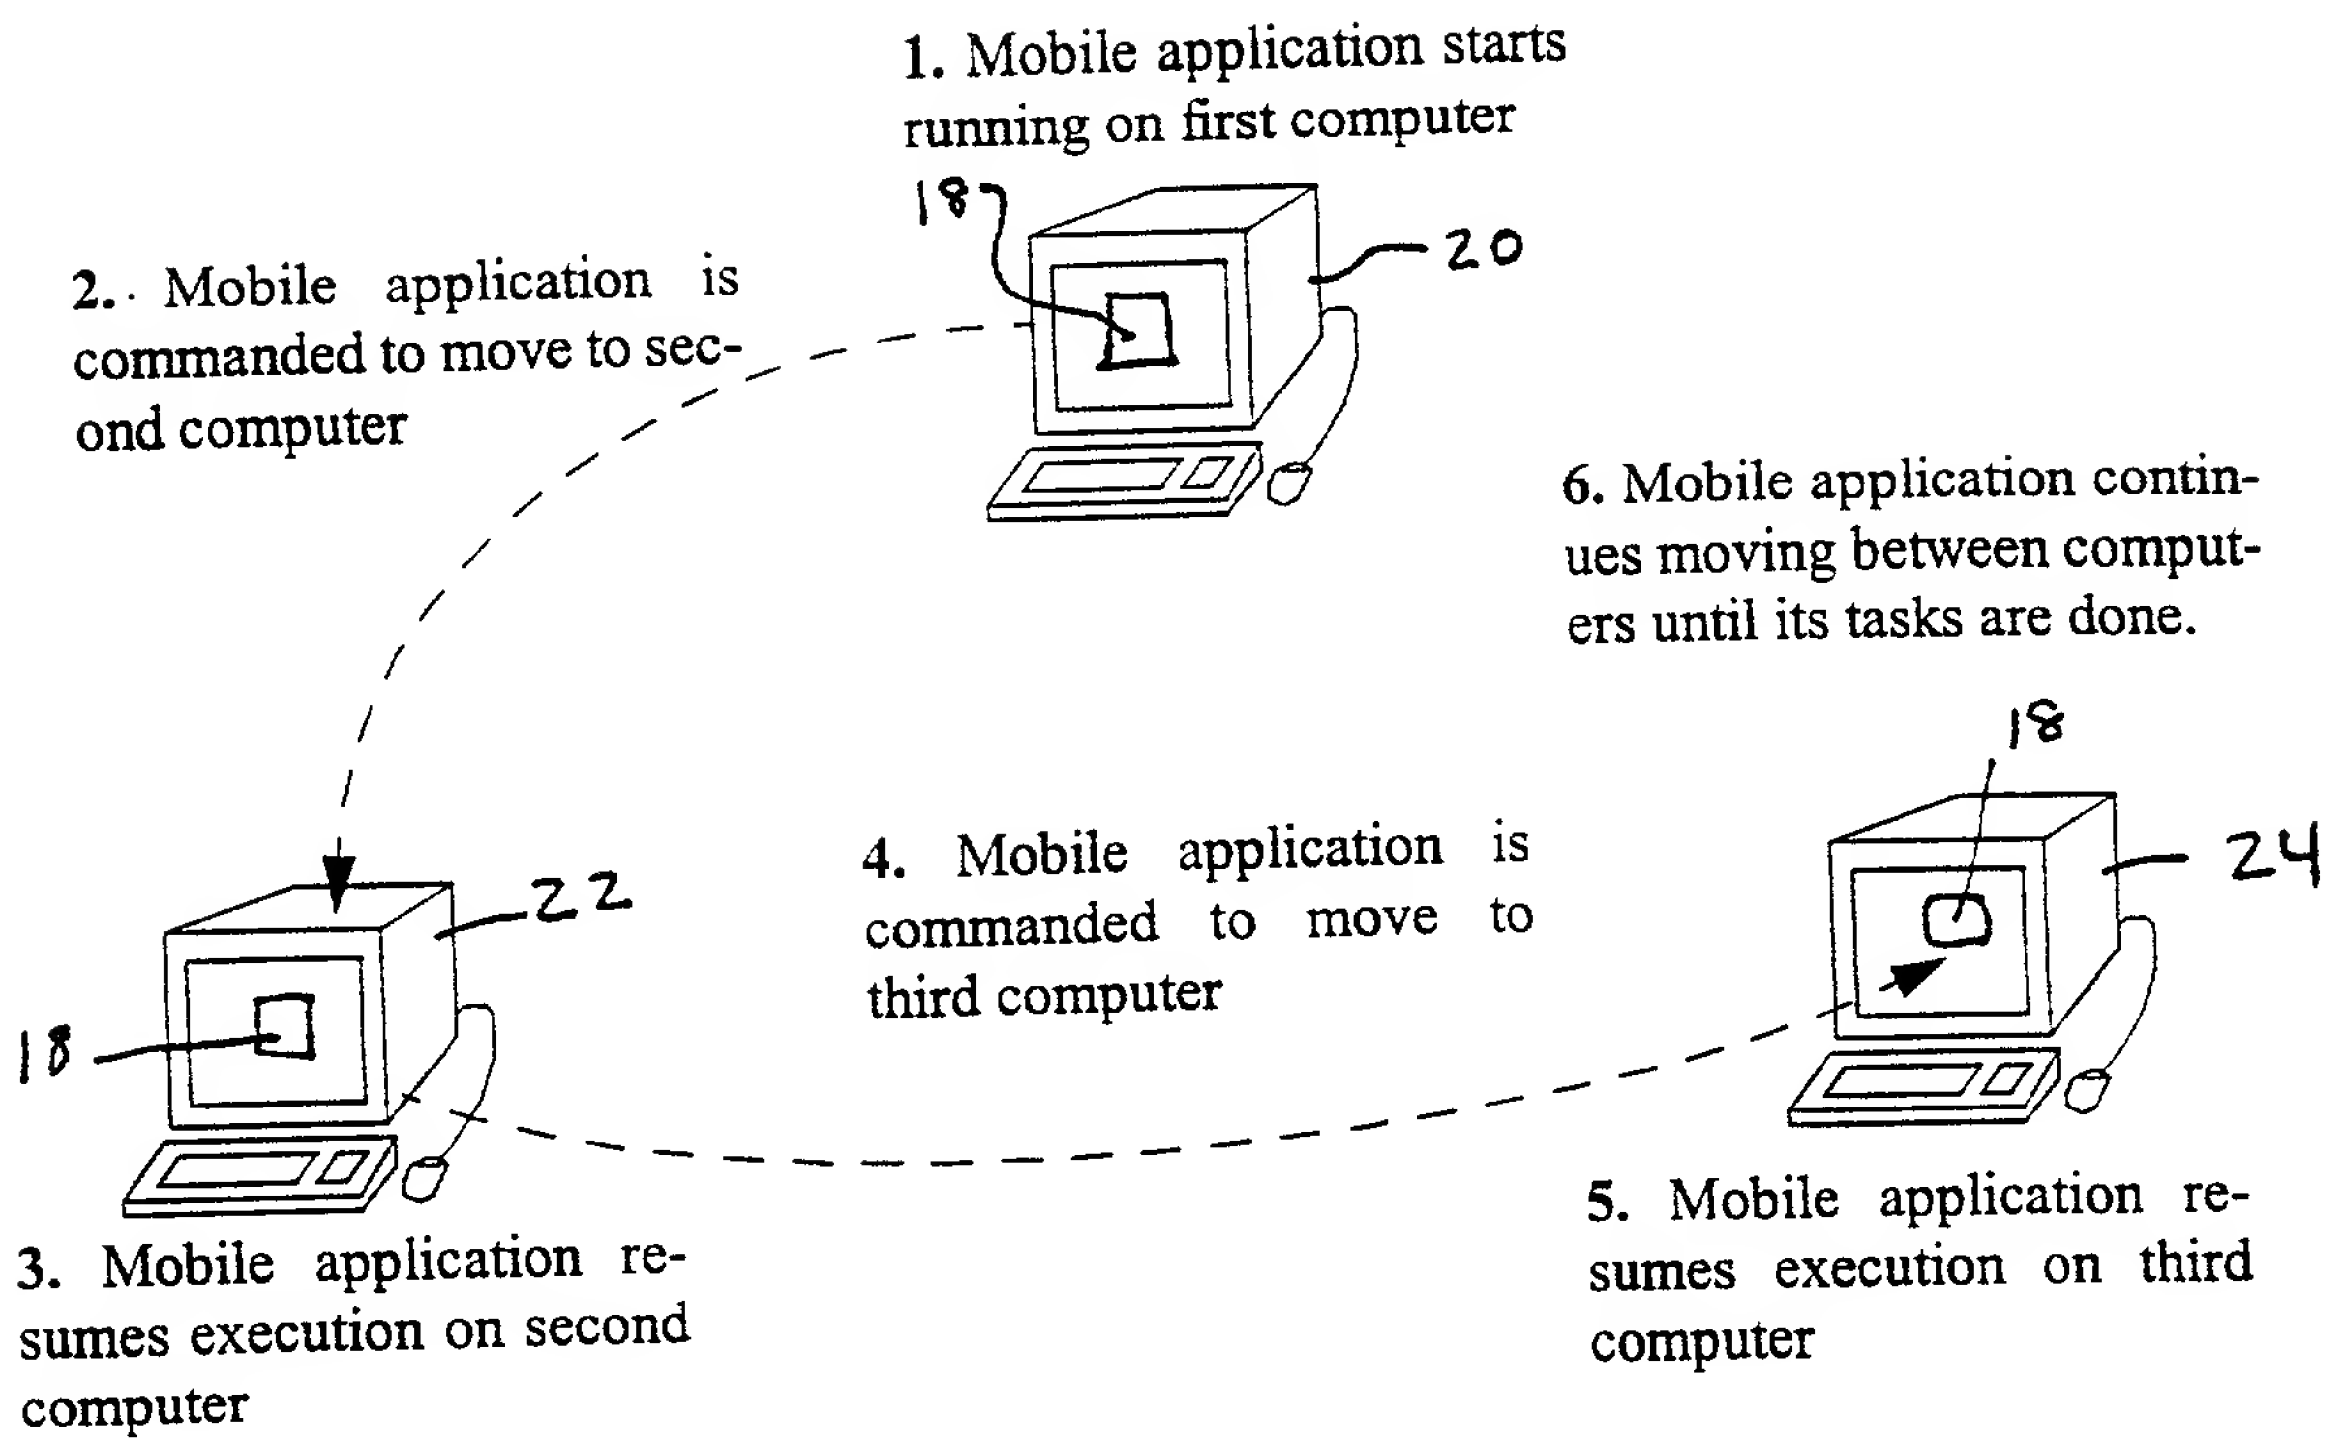 1. Mobile application starts
running on first computer
18
20
2. Mobile application is
commanded to move to sec-
ond computer
6. Mobile application contin-
ues moving between comput-
ers until its tasks are done.
18
24
4. Mobile application is
commanded to move to
third computer
22
18
3. Mobile application re-
sumes execution on second
computer
5. Mobile application re-
sumes execution on third
computer